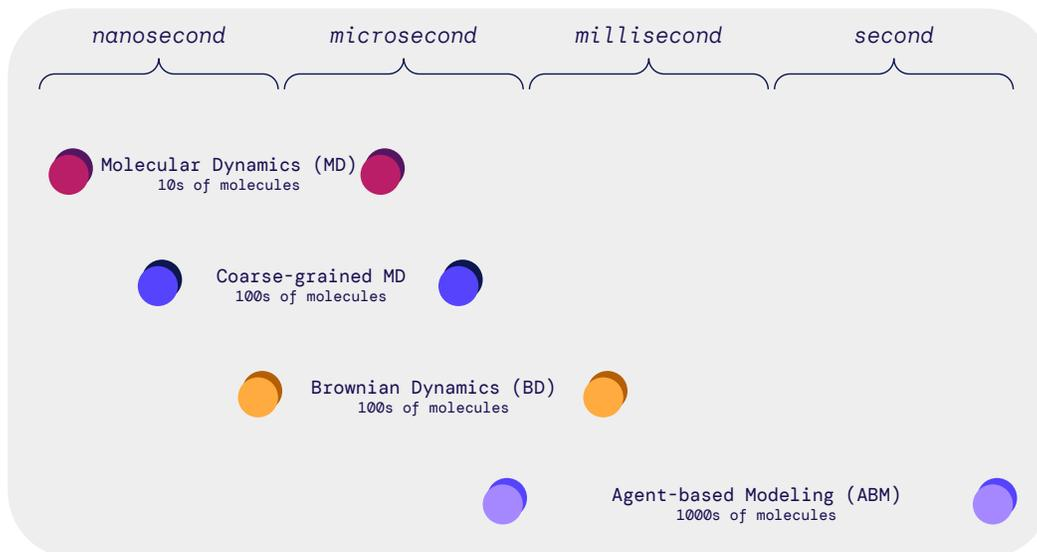 nanosecond microsecond millisecond second
Molecular Dynamics (MD)
10s of molecules
Coarse-grained MD
100s of molecules
Brownian Dynamics (BD)
100s of molecules
Agent-based Modeling (ABM)
1000s of molecules